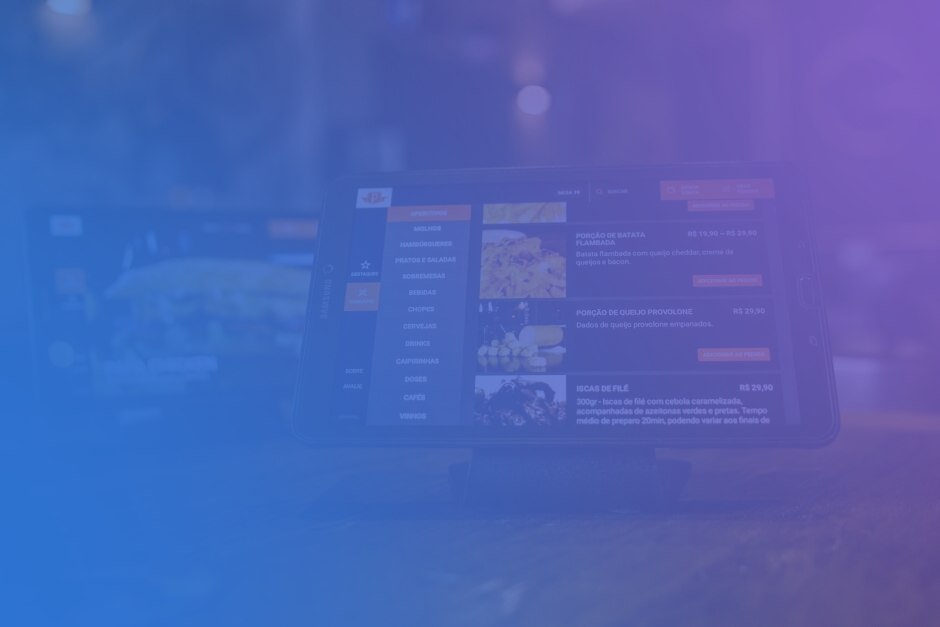 SAMSUNG
MOLHOS
HAMBÚRGUERES
PRATOS E SALADAS
SOBREMESAS
BEBIDAS
CHOPES
CERVEJAS
DRINKS
CAIPIRINHAS
DOSES
CAFÉS
VINHOS
PORÇÃO DE BATATA
FLAMBADA
R$ 19,90 – R$ 29,90
Batata flambada com queijo cheddar, creme de
queijos e bacon.
PORÇÃO DE QUEIJO PROVOLONE
R$ 29,90
Dados de queijo provolone empanados.
ISCAS DE FILÉ
R$ 29,90
300gr - Iscas de filé com cebola caramelizada,
acompanhadas de azeitonas verdes e pretas. Tempo
médio de preparo 20min, podendo variar aos finais de